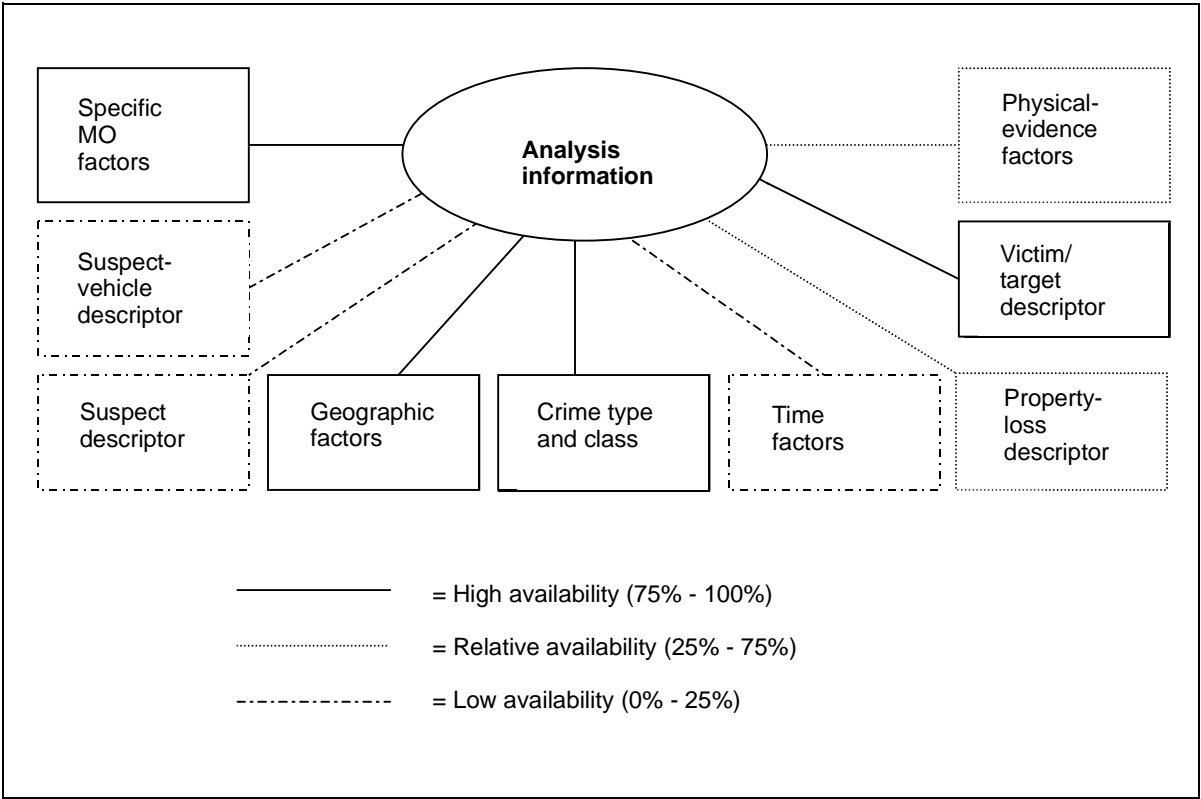 Specific
MO
factors
Analysis
information
Physical-
evidence
factors
Suspect-
vehicle
descriptor
Victim/
target
descriptor
Suspect
descriptor
Geographic
factors
Crime type
and class
Time
factors
Property-
loss
descriptor
= High availability (75% - 100%)
= Relative availability (25% - 75%)
= Low availability (0% - 25%)